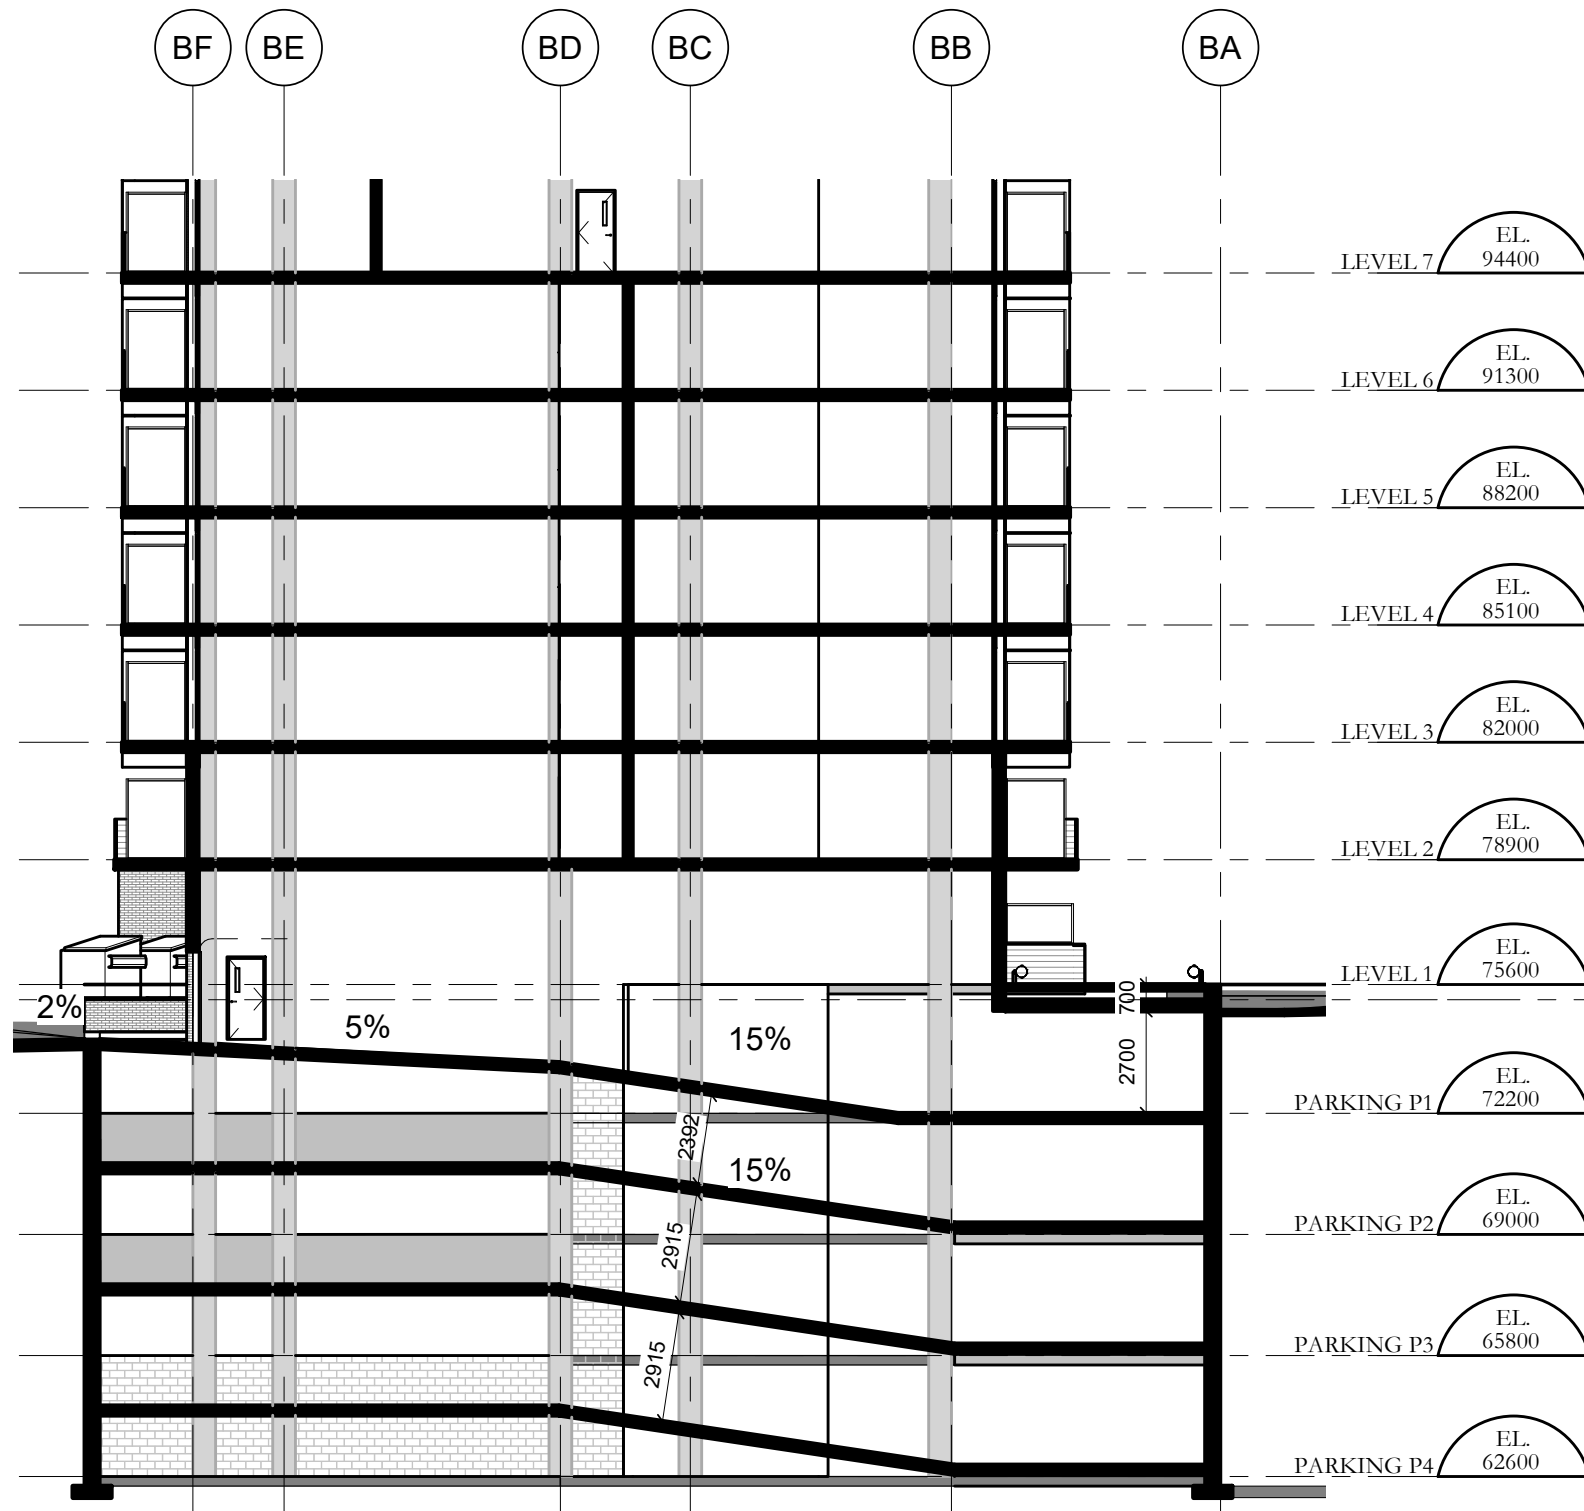 BF BE BD BC BB BA
EL.
LEVEL 7 94400
EL.
LEVEL 6 91300
EL.
LEVEL 5 88200
EL.
LEVEL 4 85100
EL.
LEVEL 3 82000
EL.
LEVEL 2 78900
EL.
LEVEL 1 75600
2%
700
5%
15%
2700
EL.
PARKING P1 72200
2392
15%
EL.
PARKING P2 69000
2915
EL.
PARKING P3 65800
2915
EL.
PARKING P4 62600